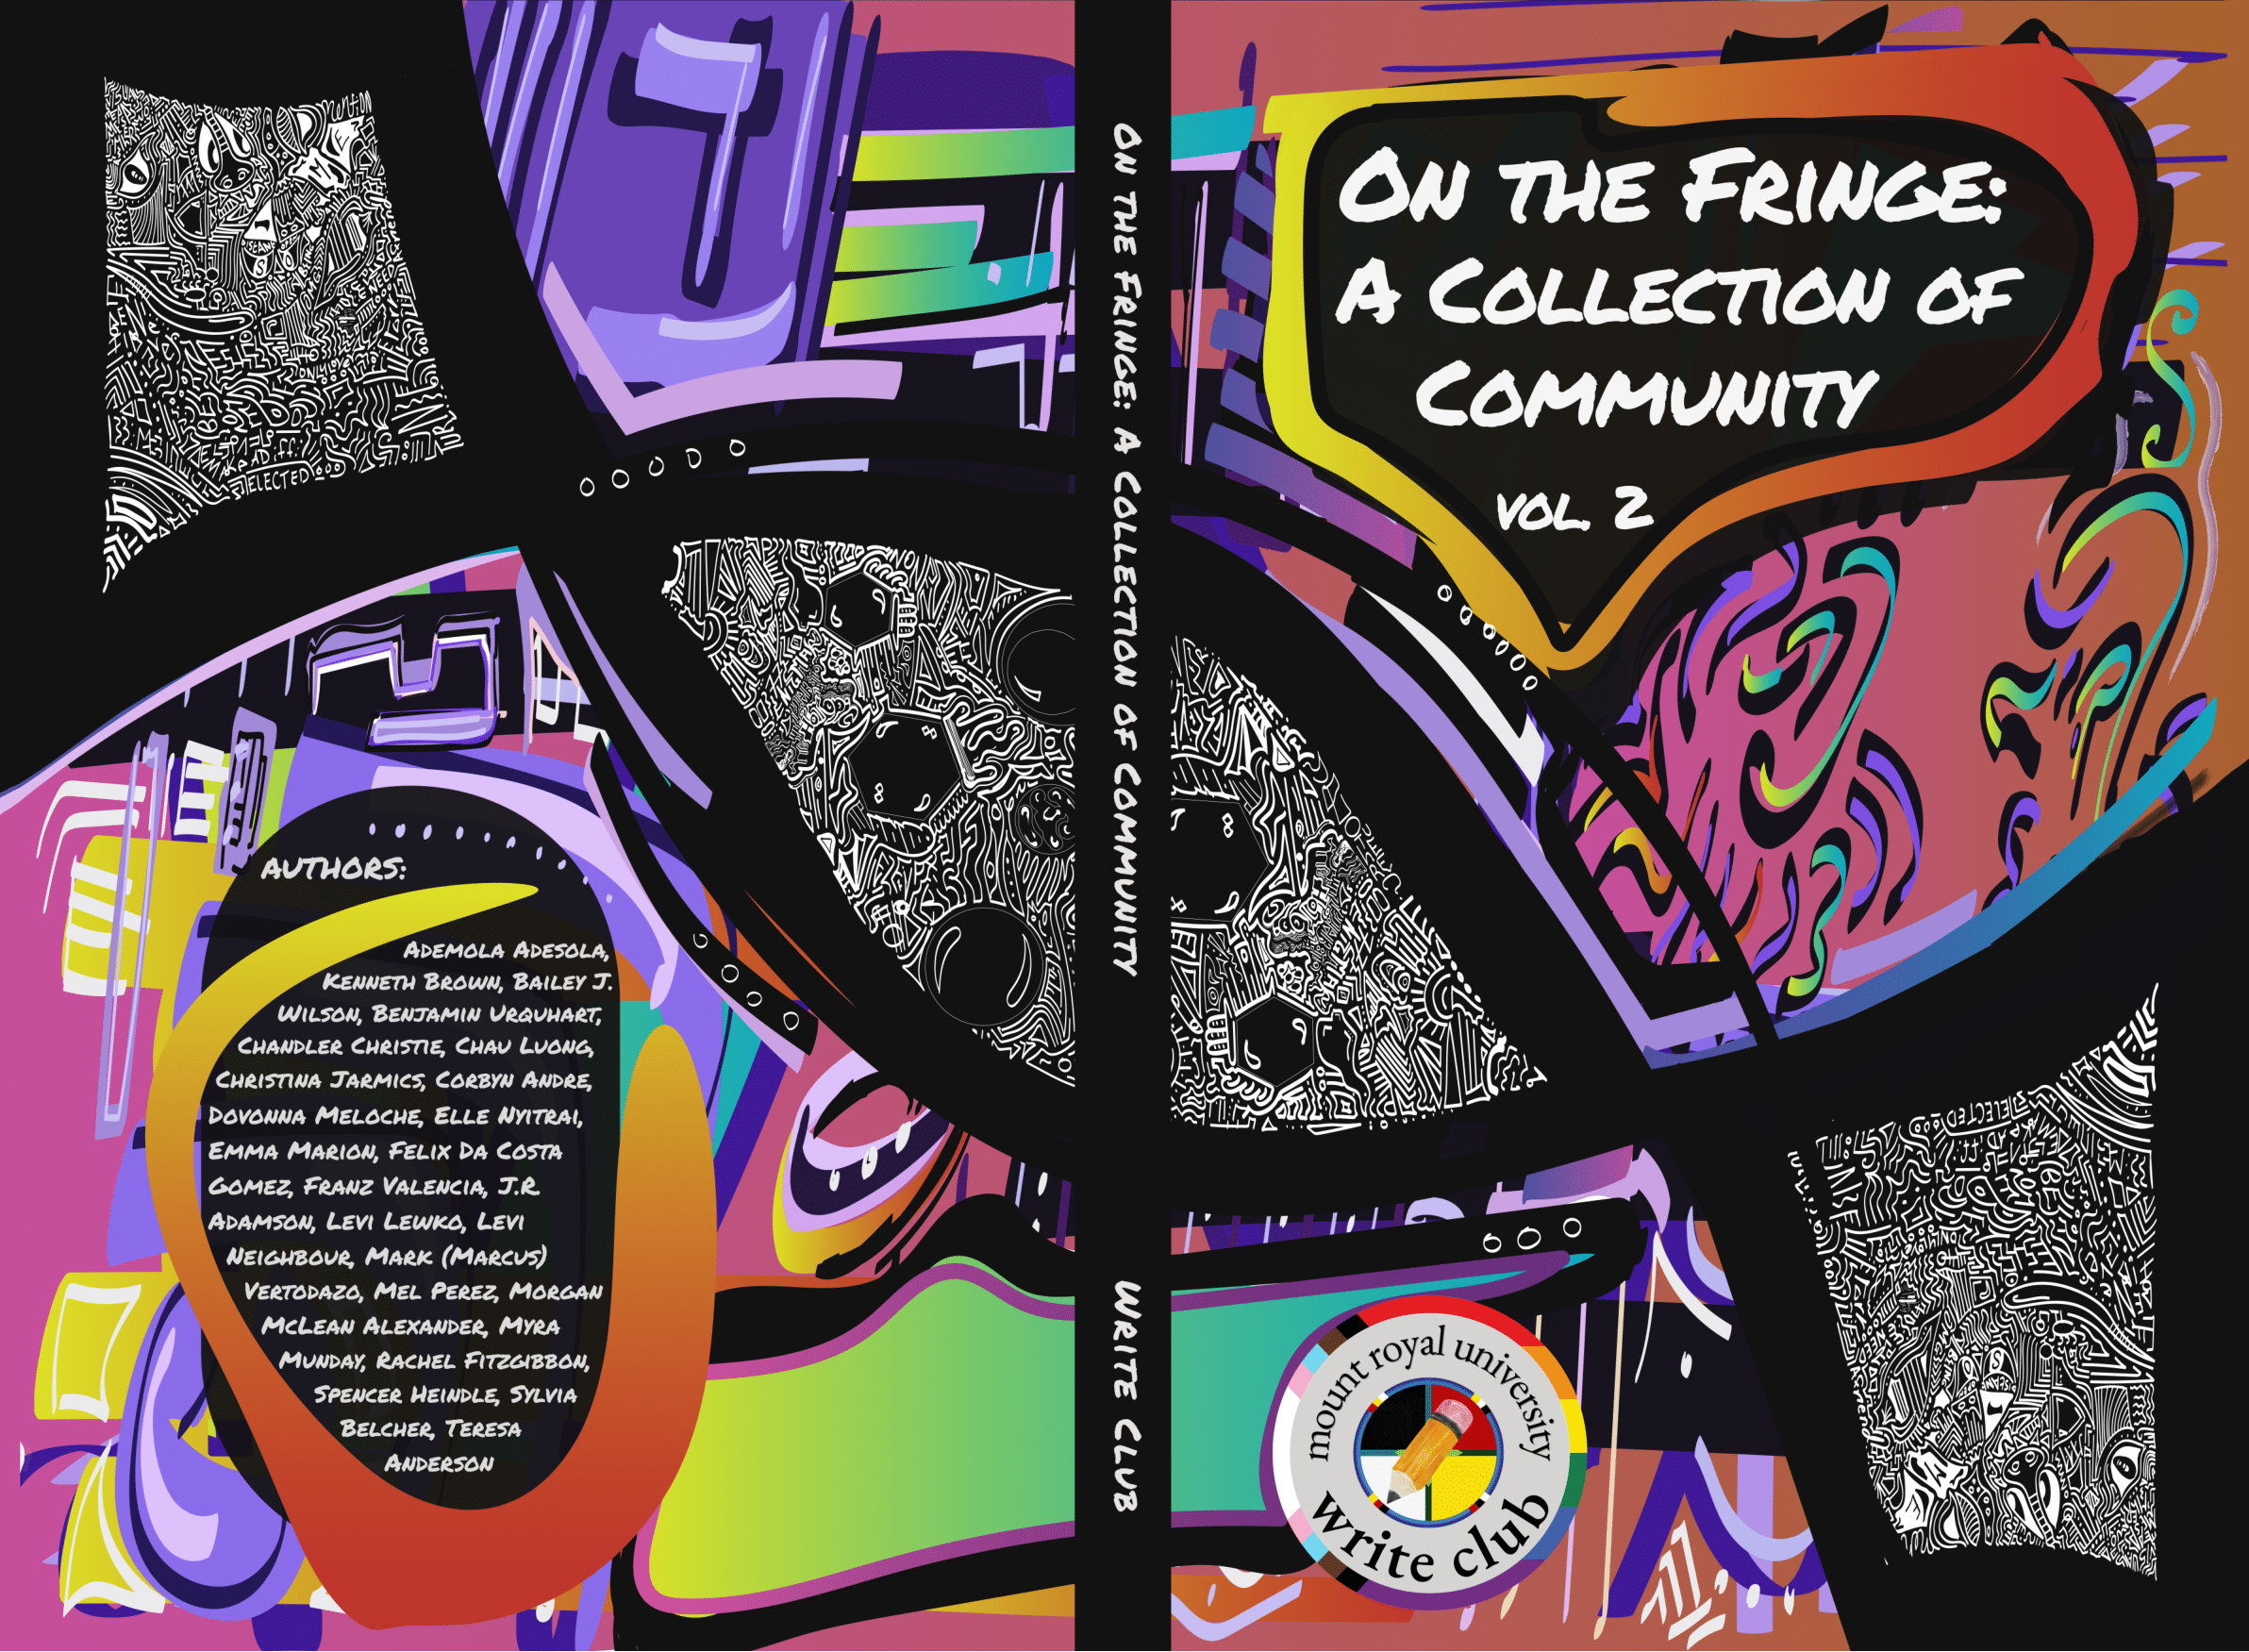 AUTHORS:
ADEMOLA ADESOLA,
KENNETH BROWN, BAILEY J.
WILSON, BENJAMIN URQUHART,
CHANDLER CHRISTIE, CHAU LUONG,
CHRISTINA JARMICS, CORBYN ANDRE,
DOVONNA MELOCHE, ELLE NYITRAI,
EMMA MARION, FELIX DA COSTA
GOMEZ, FRANZ VALENCIA, J.R.
ADAMSON, LEVI LEWKO, LEVI
NEIGHBOUR, MARK (MARCUS)
VERTODAZO, MEL PEREZ, MORGAN
MCLEAN ALEXANDER, MYRA
MUNDAY, RACHEL FITZGIBBON,
SPENCER HEINDLE, SYLVIA
BELCHER, TERESA
ANDERSON
ON THE FRINGE: A COLLECTION OF COMMUNITY
WRITE CLUB
ON THE FRINGE:
A COLLECTION OF
COMMUNITY
VOL. 2
mount royal university
write club
SELECTED